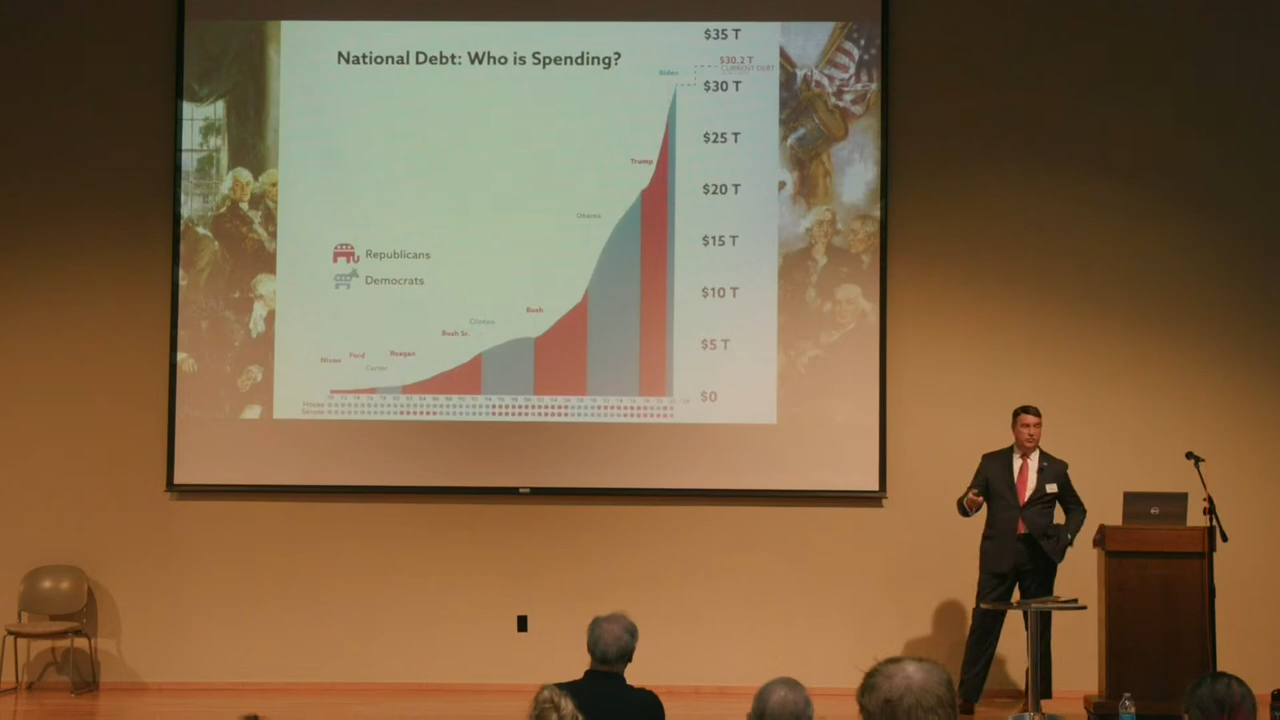 National Debt: Who is Spending?
$35 T
$30.2 T
CURRENT DEBT
Biden
$30 T
$25 T
Trump
$20 T
Obama
$15 T
Republicans
Democrats
$10 T
Bush
Clinton
Bush Sr.
$5 T
Reagan
Ford
Nixon
Carter
$0
House
Senate
DELL